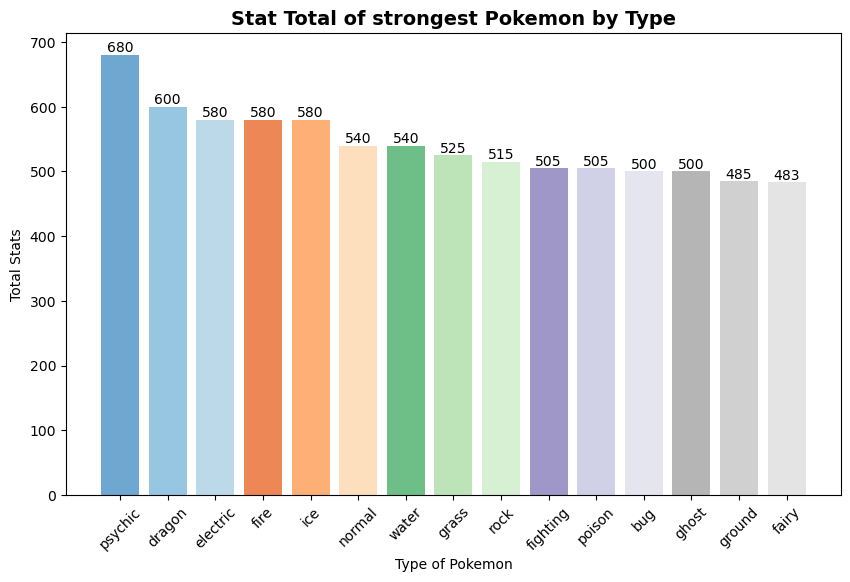 Stat Total of strongest Pokemon by Type
700
600
500
400
300
200
100
0
Total Stats
680
600
580
580
580
540
540
525
515
505
505
500
500
485
483
psychic
dragon
electric
fire
ice
normal
water
grass
rock
fighting
poison
bug
ghost
ground
fairy
Type of Pokemon